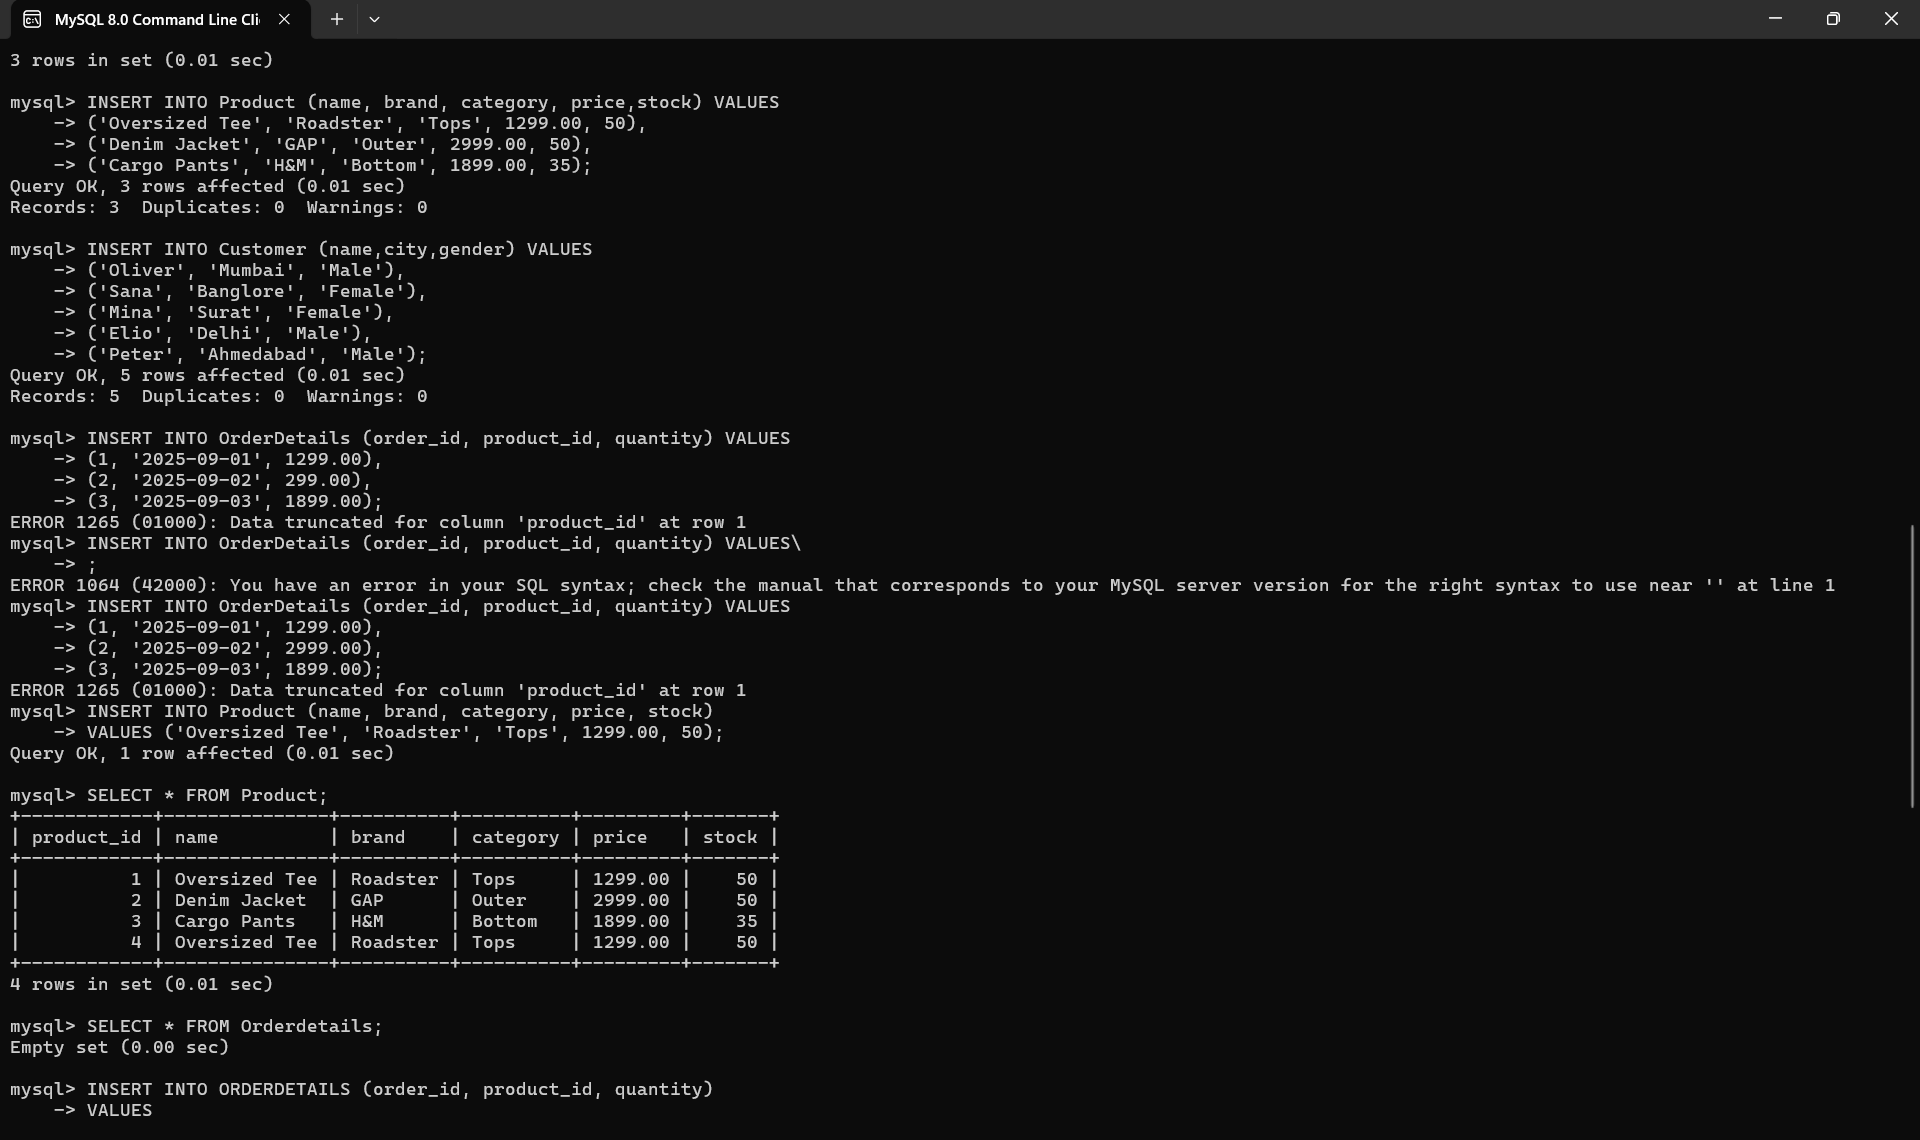 MySQL 8.0 Command Line Cli
3 rows in set (0.01 sec)
mysql> INSERT INTO Product (name, brand, category, price,stock) VALUES
    -> ('Oversized Tee', 'Roadster', 'Tops', 1299.00, 50),
    -> ('Denim Jacket', 'GAP', 'Outer', 2999.00, 50),
    -> ('Cargo Pants', 'H&M', 'Bottom', 1899.00, 35);
Query OK, 3 rows affected (0.01 sec)
Records: 3  Duplicates: 0  Warnings: 0
mysql> INSERT INTO Customer (name,city,gender) VALUES
    -> ('Oliver', 'Mumbai', 'Male'),
    -> ('Sana', 'Banglore', 'Female'),
    -> ('Mina', 'Surat', 'Female'),
    -> ('Elio', 'Delhi', 'Male'),
    -> ('Peter', 'Ahmedabad', 'Male');
Query OK, 5 rows affected (0.01 sec)
Records: 5  Duplicates: 0  Warnings: 0
mysql> INSERT INTO OrderDetails (order_id, product_id, quantity) VALUES
    -> (1, '2025-09-01', 1299.00),
    -> (2, '2025-09-02', 299.00),
    -> (3, '2025-09-03', 1899.00);
ERROR 1265 (01000): Data truncated for column 'product_id' at row 1
mysql> INSERT INTO OrderDetails (order_id, product_id, quantity) VALUES\
    -> ;
ERROR 1064 (42000): You have an error in your SQL syntax; check the manual that corresponds to your MySQL server version for the right syntax to use near '' at line 1
mysql> INSERT INTO OrderDetails (order_id, product_id, quantity) VALUES
    -> (1, '2025-09-01', 1299.00),
    -> (2, '2025-09-02', 2999.00),
    -> (3, '2025-09-03', 1899.00);
ERROR 1265 (01000): Data truncated for column 'product_id' at row 1
mysql> INSERT INTO Product (name, brand, category, price, stock)
    -> VALUES ('Oversized Tee', 'Roadster', 'Tops', 1299.00, 50);
Query OK, 1 row affected (0.01 sec)
mysql> SELECT * FROM Product;
+------------+---------------+----------+----------+---------+-------+
| product_id | name          | brand    | category | price   | stock |
+------------+---------------+----------+----------+---------+-------+
|          1 | Oversized Tee | Roadster | Tops     | 1299.00 |    50 |
|          2 | Denim Jacket  | GAP      | Outer    | 2999.00 |    50 |
|          3 | Cargo Pants   | H&M      | Bottom   | 1899.00 |    35 |
|          4 | Oversized Tee | Roadster | Tops     | 1299.00 |    50 |
+------------+---------------+----------+----------+---------+-------+
4 rows in set (0.01 sec)
mysql> SELECT * FROM Orderdetails;
Empty set (0.00 sec)
mysql> INSERT INTO ORDERDETAILS (order_id, product_id, quantity)
    -> VALUES